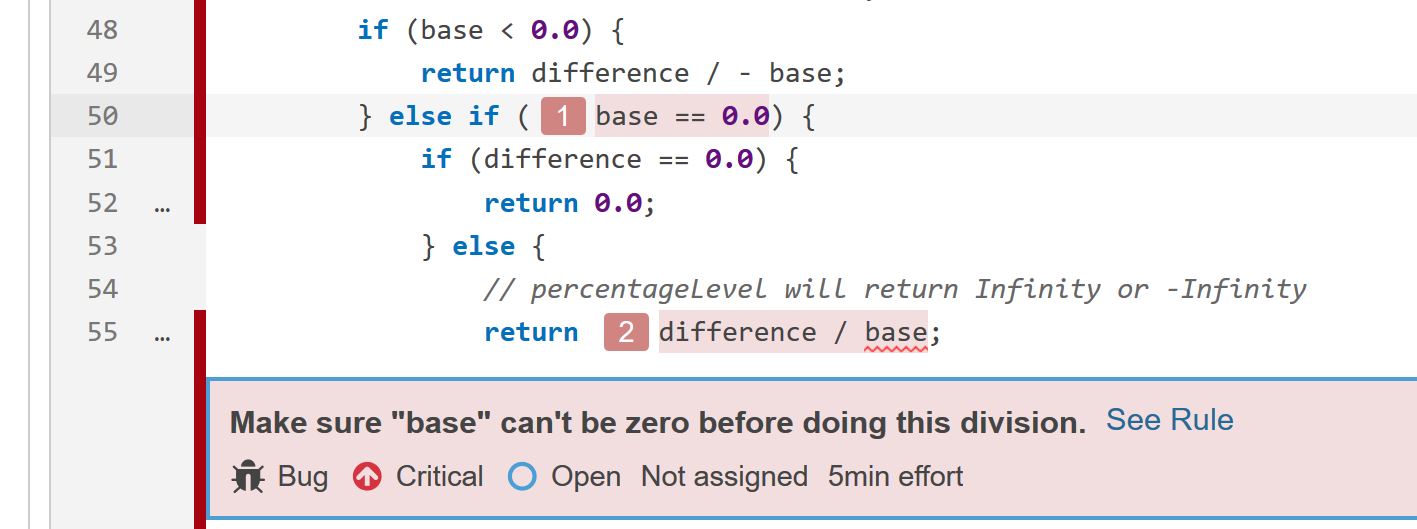 48 if (base < 0.0) {
49 return difference / - base;
50 } else if ( 1 base == 0.0) {
51 if (difference == 0.0) {
52 … return 0.0;
53 } else {
54 // percentageLevel will return Infinity or -Infinity
55 … return 2 difference / base;
Make sure "base" can't be zero before doing this division. See Rule
Bug Critical Open Not assigned 5min effort